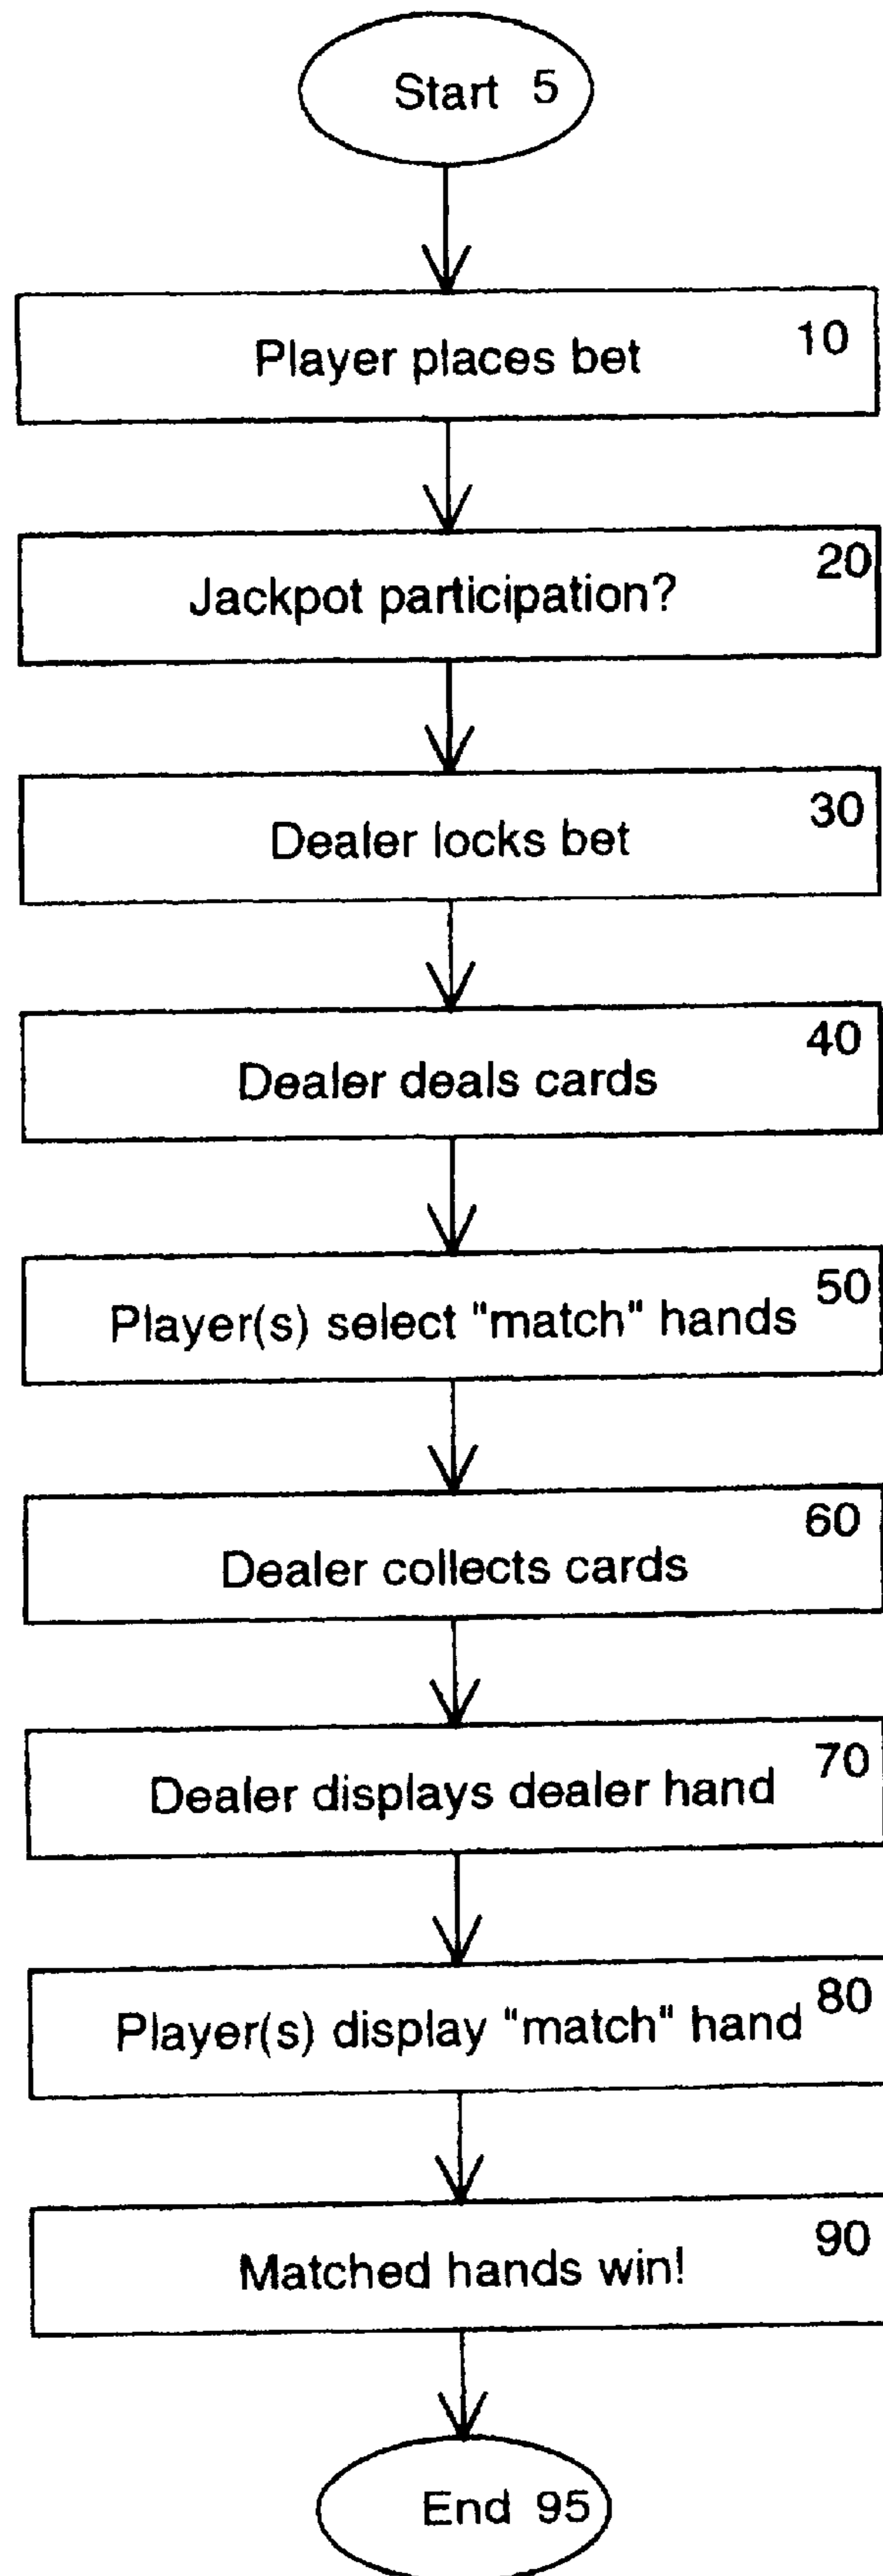 Start 5
Player places bet 10
Jackpot participation? 20
Dealer locks bet 30
Dealer deals cards 40
Player(s) select "match" hands 50
Dealer collects cards 60
Dealer displays dealer hand 70
Player(s) display "match" hand 80
Matched hands win! 90
End 95